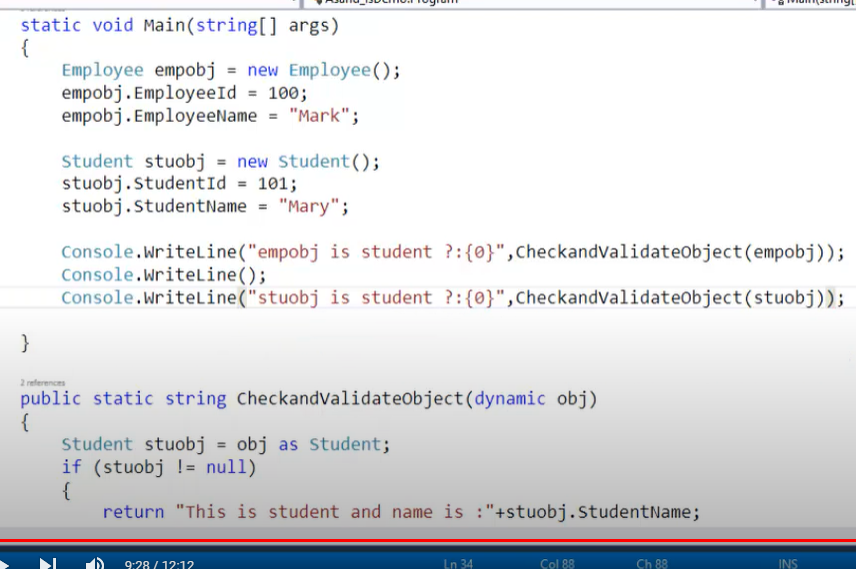 static void Main(string[] args)
{
Employee empobj = new Employee();
empobj.EmployeeId = 100;
empobj.EmployeeName = "Mark";
Student stuobj = new Student();
stuobj.StudentId = 101;
stuobj.StudentName = "Mary";
Console.WriteLine("empobj is student ?:{0}",CheckandValidateObject(empobj));
Console.WriteLine();
Console.WriteLine("stuobj is student ?:{0}",CheckandValidateObject(stuobj));
}
2 references
public static string CheckandValidateObject(dynamic obj)
{
Student stuobj = obj as Student;
if (stuobj != null)
{
return "This is student and name is :"+stuobj.StudentName;
9:28 / 12:12 Ln 34 Col 88 Ch 88 INS